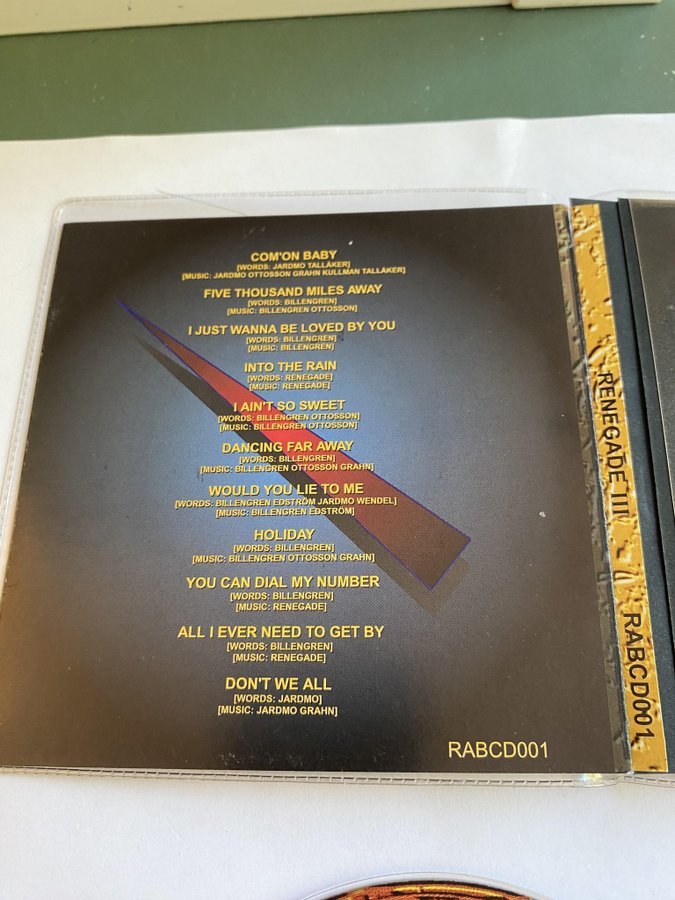 COM'ON BABY
[WORDS: JARDMO TALLÅKER]
[MUSIC: JARDMO OTTOSSON GRAHN KULLMAN TALLÅKER]
FIVE THOUSAND MILES AWAY
[WORDS: BILLENGREN]
[MUSIC: BILLENGREN OTTOSSON]
I JUST WANNA BE LOVED BY YOU
[WORDS: BILLENGREN]
[MUSIC: BILLENGREN]
INTO THE RAIN
[WORDS: RENEGADE]
[MUSIC: RENEGADE]
I AIN'T SO SWEET
[WORDS: BILLENGREN OTTOSSON]
[MUSIC: BILLENGREN OTTOSSON]
DANCING FAR AWAY
[WORDS: BILLENGREN]
[MUSIC: BILLENGREN OTTOSSON GRAHN]
WOULD YOU LIE TO ME
[WORDS: BILLENGREN EDSTRÖM JARDMO WENDEL]
[MUSIC: BILLENGREN EDSTRÖM]
HOLIDAY
[WORDS: BILLENGREN]
[MUSIC: BILLENGREN OTTOSSON GRAHN]
YOU CAN DIAL MY NUMBER
[WORDS: BILLENGREN]
[MUSIC: RENEGADE]
ALL I EVER NEED TO GET BY
[WORDS: BILLENGREN]
[MUSIC: RENEGADE]
DON'T WE ALL
[WORDS: JARDMO]
[MUSIC: JARDMO GRAHN]
RABCD001
RENEGADE III - RABCD001